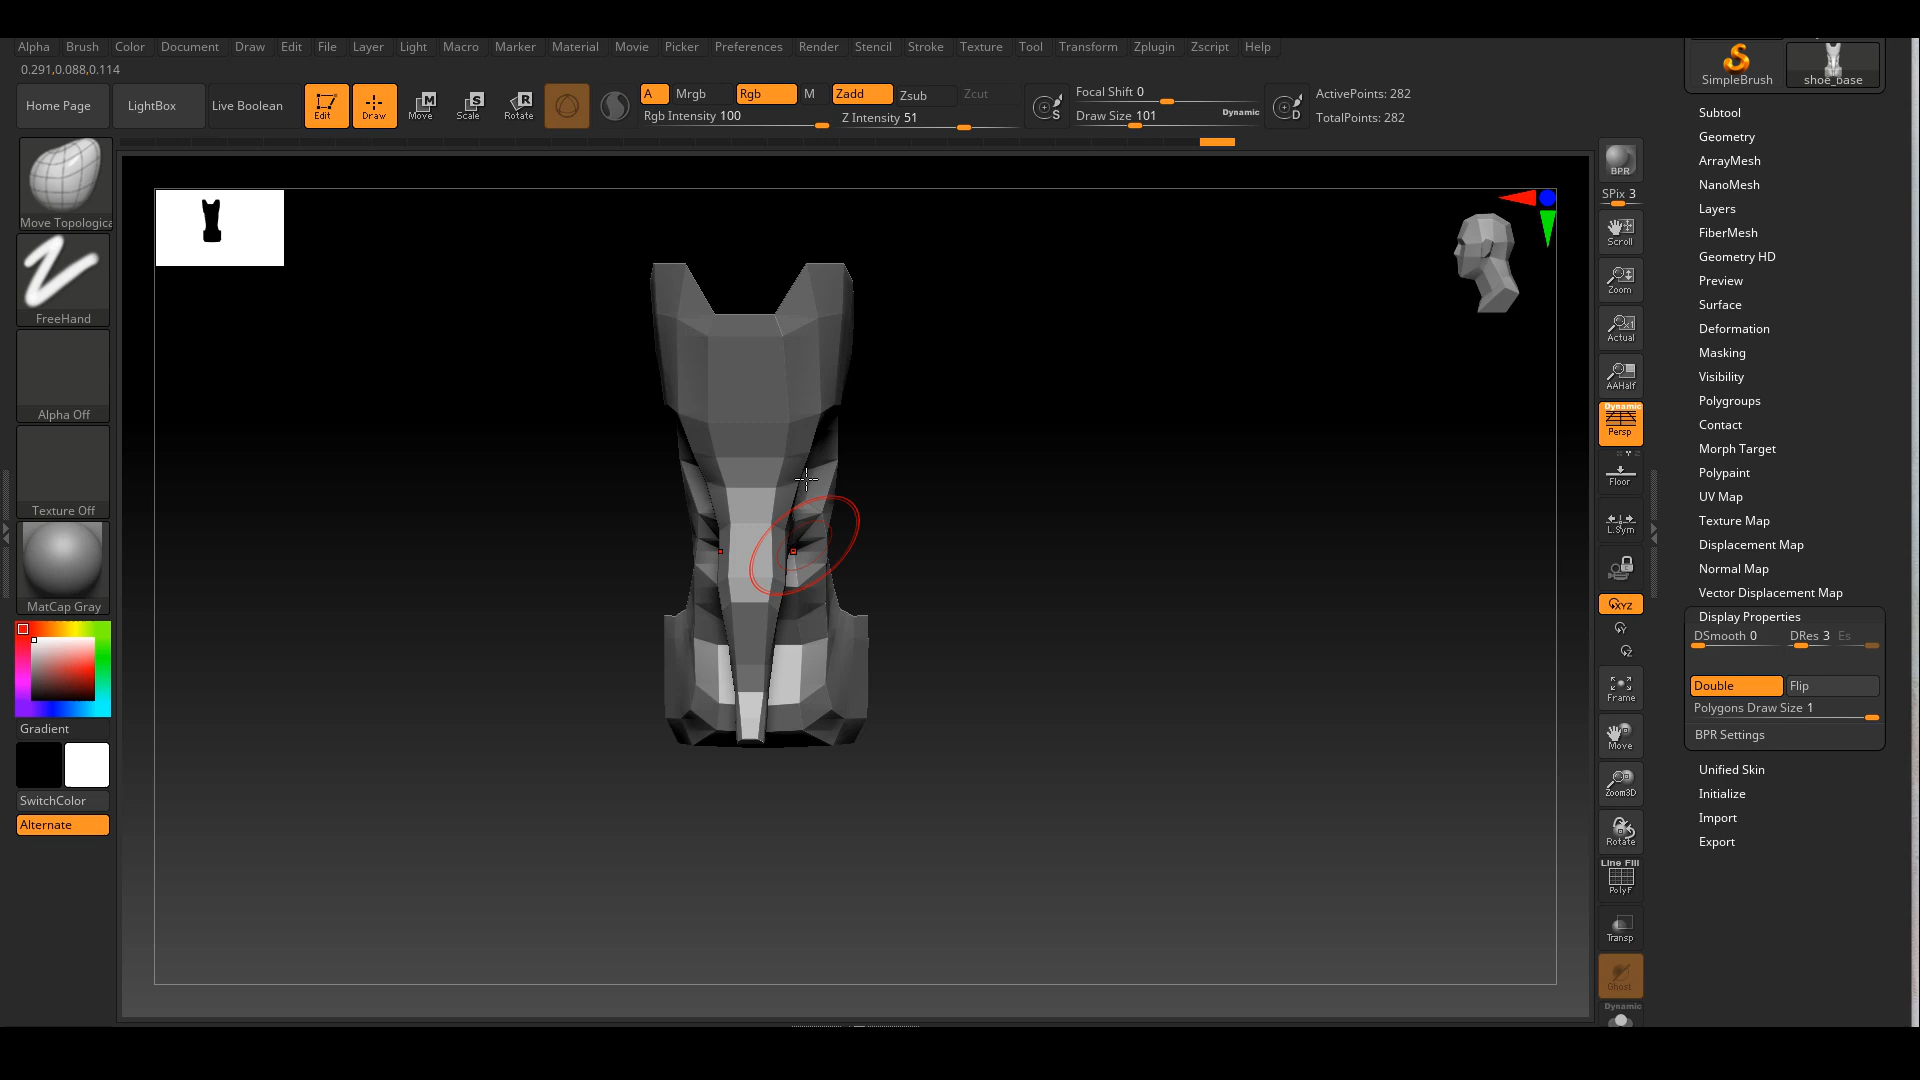 Alpha Brush Color Document Draw Edit File Layer Light Macro Marker Material Movie Picker Preferences Render Stencil Stroke Texture Tool Transform Zplugin Zscript Help
0.291,0.088,0.114
Home Page LightBox Live Boolean Edit Draw Move Scale Rotate
A Mrgb Rgb M Zadd Zsub Zcut
Rgb Intensity 100 Z Intensity 51
S Focal Shift 0
Draw Size 101 Dynamic
D ActivePoints: 282
TotalPoints: 282
Move Topologica
FreeHand
Alpha Off
Texture Off
MatCap Gray
Gradient
SwitchColor
Alternate
BPR
SPix 3
Scroll
Zoom
Actual
AAHalf
Dynamic
Persp
Floor
L.Sym
XYZ
Y
Z
Frame
Move
Zoom3D
Rotate
Line Fill
PolyF
Transp
Ghost
Dynamic
SimpleBrush shoe_base
Subtool
Geometry
ArrayMesh
NanoMesh
Layers
FiberMesh
Geometry HD
Preview
Surface
Deformation
Masking
Visibility
Polygroups
Contact
Morph Target
Polypaint
UV Map
Texture Map
Displacement Map
Normal Map
Vector Displacement Map
Display Properties
DSmooth 0 DRes 3 Es
Double Flip
Polygons Draw Size 1
BPR Settings
Unified Skin
Initialize
Import
Export